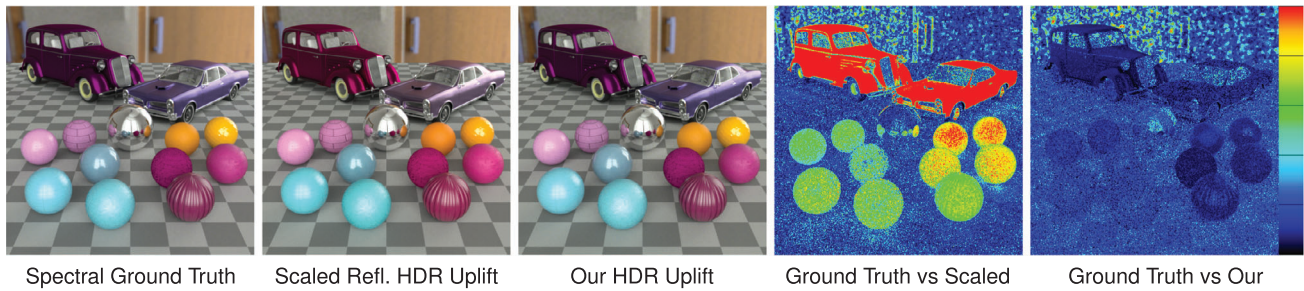 Spectral Ground Truth
Scaled Refl. HDR Uplift
Our HDR Uplift
Ground Truth vs Scaled
Ground Truth vs Our